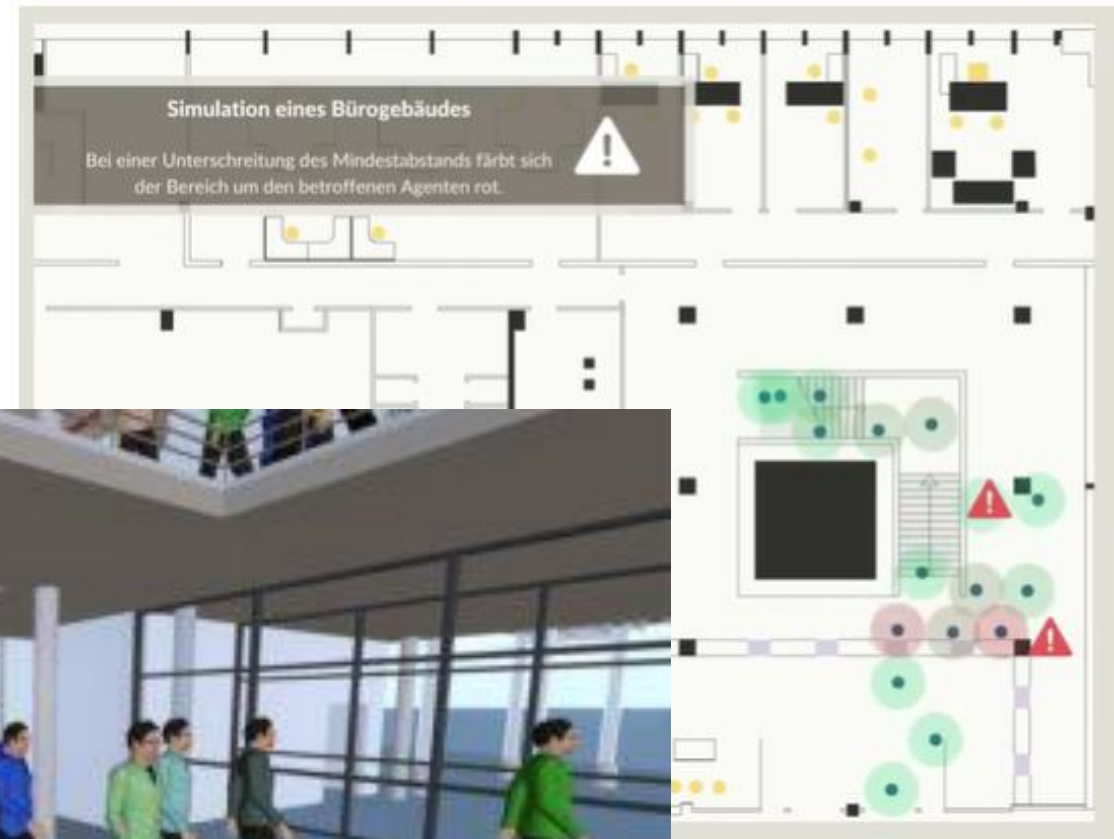 Simulation eines Bürogebäudes
Bei einer Unterschreitung des Mindestabstands färbt sich
der Bereich um den betroffenen Agenten rot.